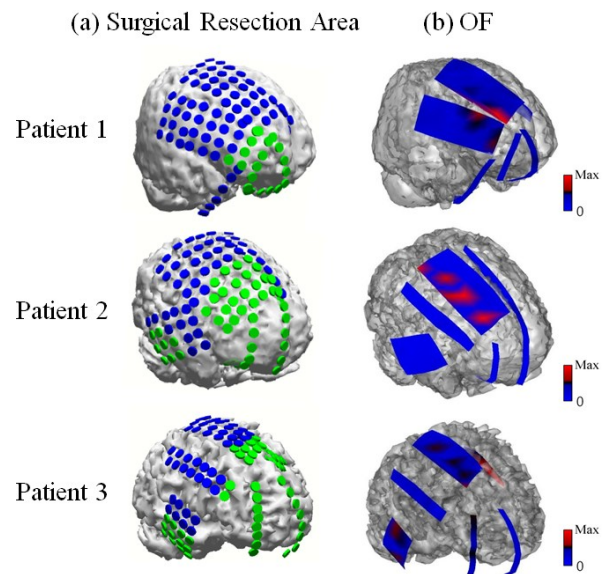 (a) Surgical Resection Area (b) OF
Patient 1
Max
0
Patient 2
Max
0
Patient 3
Max
0